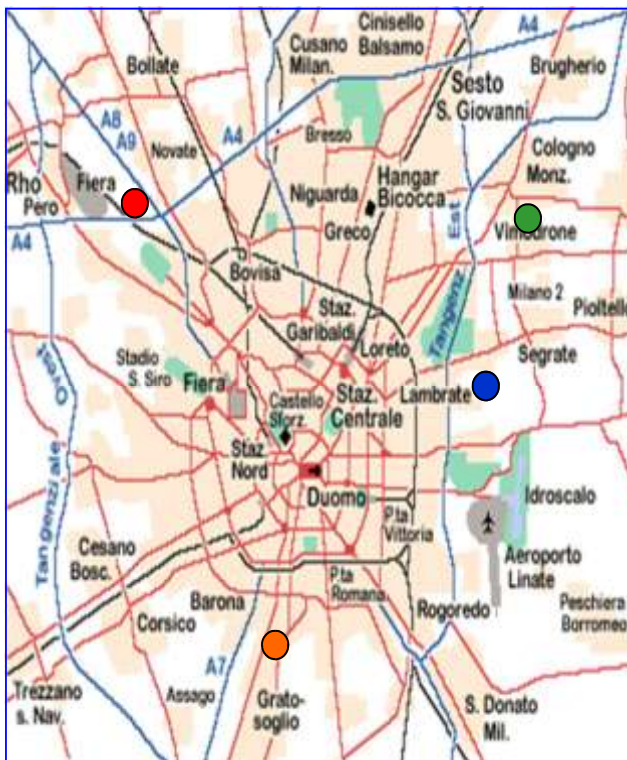 Cinisello
Balsamo
A4
Cusano
Milan.
Bollate
Brugherio
Sesto
S. Giovanni
A8
A9
A4
Bresso
Novate
Cologno
Monz.
Rho
Fiera
Pero
Niguarda
Hangar
Bicocca
Greco
Est
Vimodrone
A4
Bovisa
Milano 2
Pioltello
Staz.
Garibaldi
Tangenz.
Loreto
Segrate
Stadio
S. Siro
Ovest
Fiera
Castello
Sforz.
Staz.
Centrale
Lambrate
Staz
Nord
Duomo
Idroscalo
P.ta
Vittoria
Tangenziale
Cesano
Bosc.
Aeroporto
Linate
P.ta
Romana
Barona
Rogoredo
Peschiera
Borromeo
Corsico
A7
Trezzano
s. Nav.
Assago
Grato-
soglio
S. Donato
Mil.